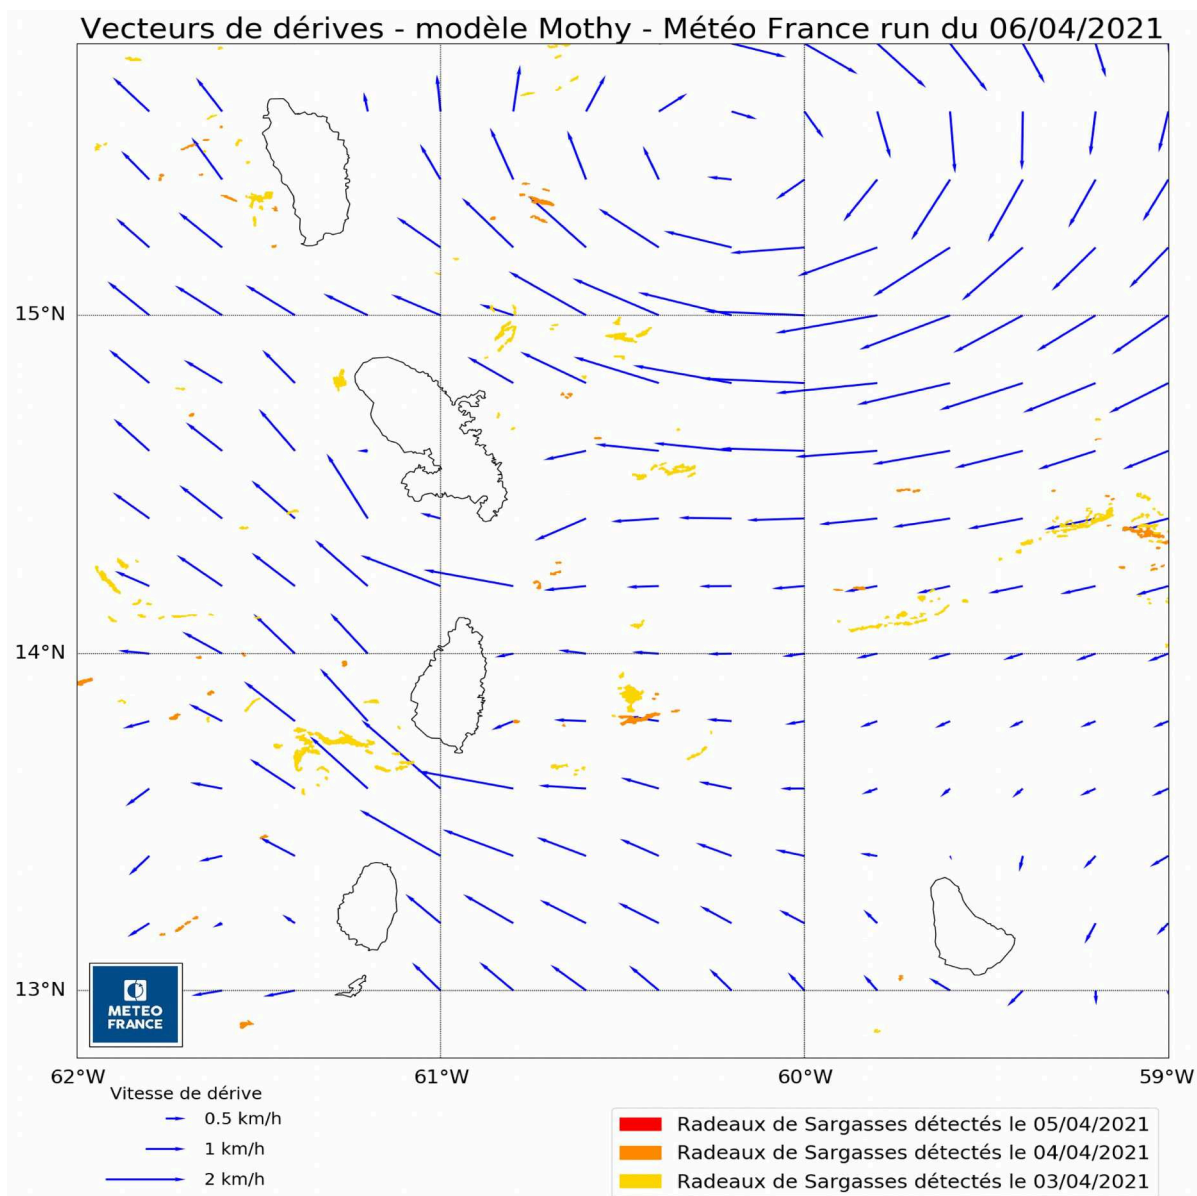 Vecteurs de dérives - modèle Mothy - Météo France run du 06/04/2021
15°N
14°N
13°N
METEO
FRANCE
62°W
61°W
60°W
59°W
Vitesse de dérive
0.5 km/h
1 km/h
2 km/h
Radeaux de Sargasses détectés le 05/04/2021
Radeaux de Sargasses détectés le 04/04/2021
Radeaux de Sargasses détectés le 03/04/2021